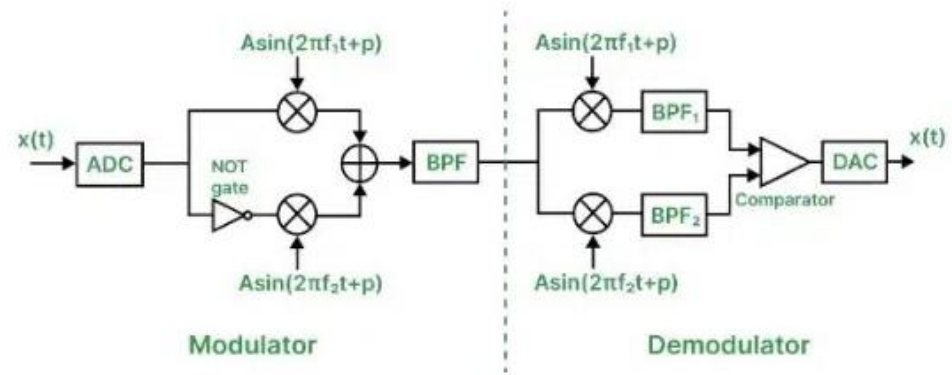 Asin(2πf₁t+p)
Asin(2πf₁t+p)
x(t)
ADC
NOT
gate
BPF
BPF₁
BPF₂
Comparator
DAC
x(t)
Asin(2πf₂t+p)
Asin(2πf₂t+p)
Modulator
Demodulator